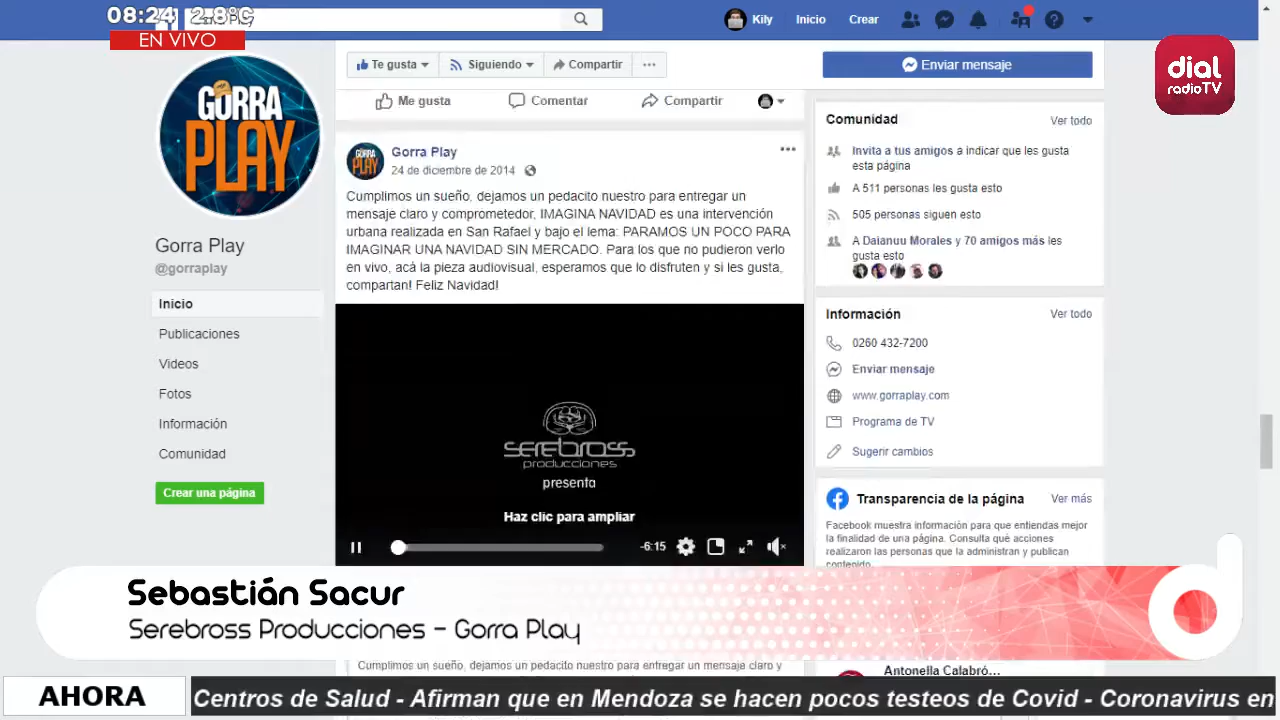 08:24 2.8°C
EN VIVO
Kily
Inicio
Crear
dial
radioTV
GORRA
PLAY
Gorra Play
@gorraplay
Inicio
Publicaciones
Videos
Fotos
Información
Comunidad
Crear una página
Te gusta
Siguiendo
Compartir
Enviar mensaje
Me gusta
Comentar
Compartir
Gorra Play
24 de diciembre de 2014
Cumplimos un sueño, dejamos un pedacito nuestro para entregar un
mensaje claro y comprometedor, IMAGINA NAVIDAD es una intervención
urbana realizada en San Rafael y bajo el lema: PARAMOS UN POCO PARA
IMAGINAR UNA NAVIDAD SIN MERCADO. Para los que no pudieron verlo
en vivo, acá la pieza audiovisual, esperamos que lo disfruten y si les gusta,
compartan! Feliz Navidad!
serebross
producciones
presenta
Haz clic para ampliar
-6:15
Comunidad
Ver todo
Invita a tus amigos a indicar que les gusta
esta página
A 511 personas les gusta esto
505 personas siguen esto
A Daianuu Morales y 70 amigos más les
gusta esto
Información
Ver todo
0260 432-7200
Enviar mensaje
www.gorraplay.com
Programa de TV
Sugerir cambios
Transparencia de la página
Ver más
Facebook muestra información para que entiendas mejor
la finalidad de una página. Consulta qué acciones
realizaron las personas que la administran y publican
contenido.
Sebastián Sacur
Serebross Producciones - Gorra Play
Cumplimos un sueño, dejamos un pedacito nuestro para entregar un mensaje claro y
Antonella Calabró...
AHORA
Centros de Salud - Afirman que en Mendoza se hacen pocos testeos de Covid - Coronavirus en